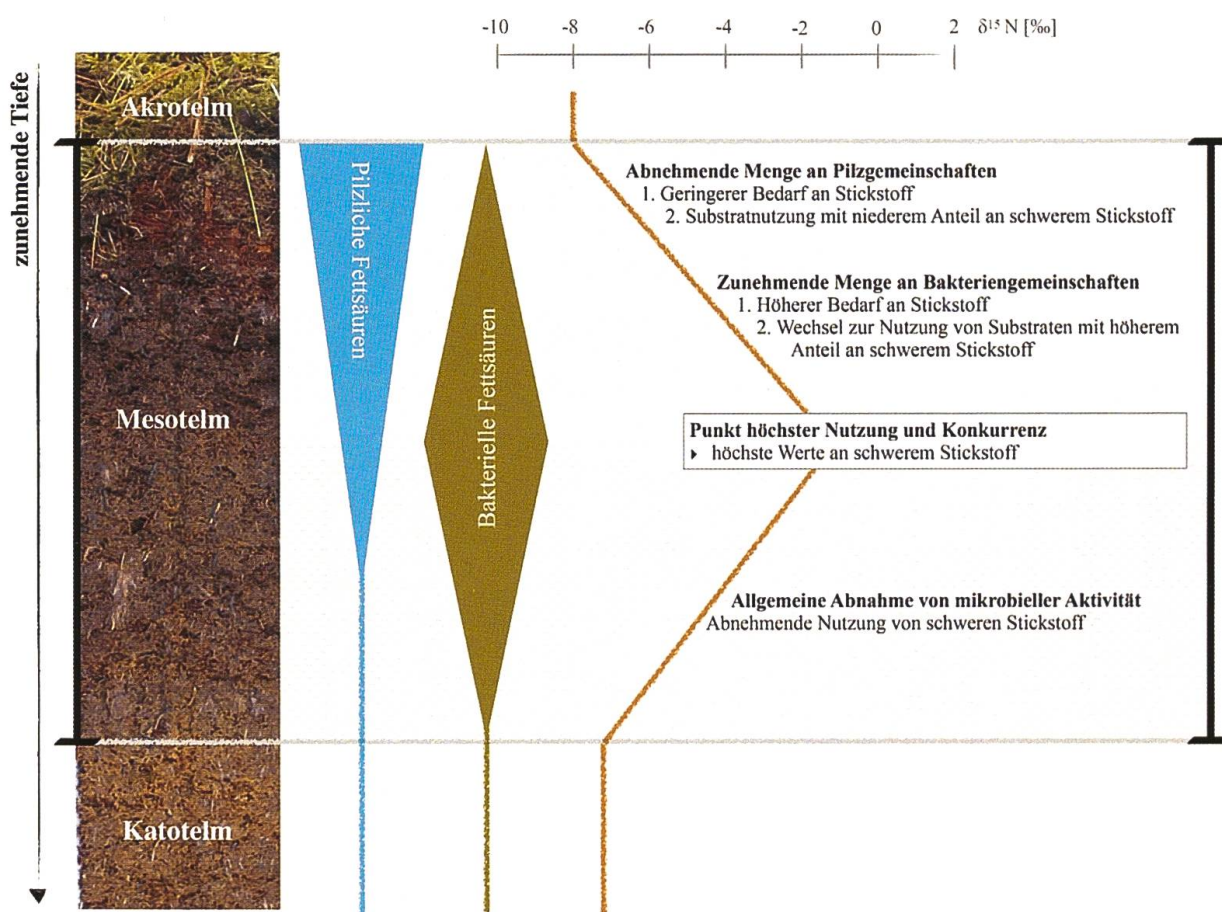 -10 -8 -6 -4 -2 0 2 δ¹⁵ N [‰]
zunehmende Tiefe
Akrotelm
Mesotelm
Katotelm
Pilzliche Fettsäuren
Bakterielle Fettsäuren
Abnehmende Menge an Pilzgemeinschaften
1. Geringerer Bedarf an Stickstoff
2. Substratnutzung mit niederem Anteil an schwerem Stickstoff
Zunehmende Menge an Bakteriengemeinschaften
1. Höherer Bedarf an Stickstoff
2. Wechsel zur Nutzung von Substraten mit höherem
Anteil an schwerem Stickstoff
Punkt höchster Nutzung und Konkurrenz
▸ höchste Werte an schwerem Stickstoff
Allgemeine Abnahme von mikrobieller Aktivität
Abnehmende Nutzung von schweren Stickstoff